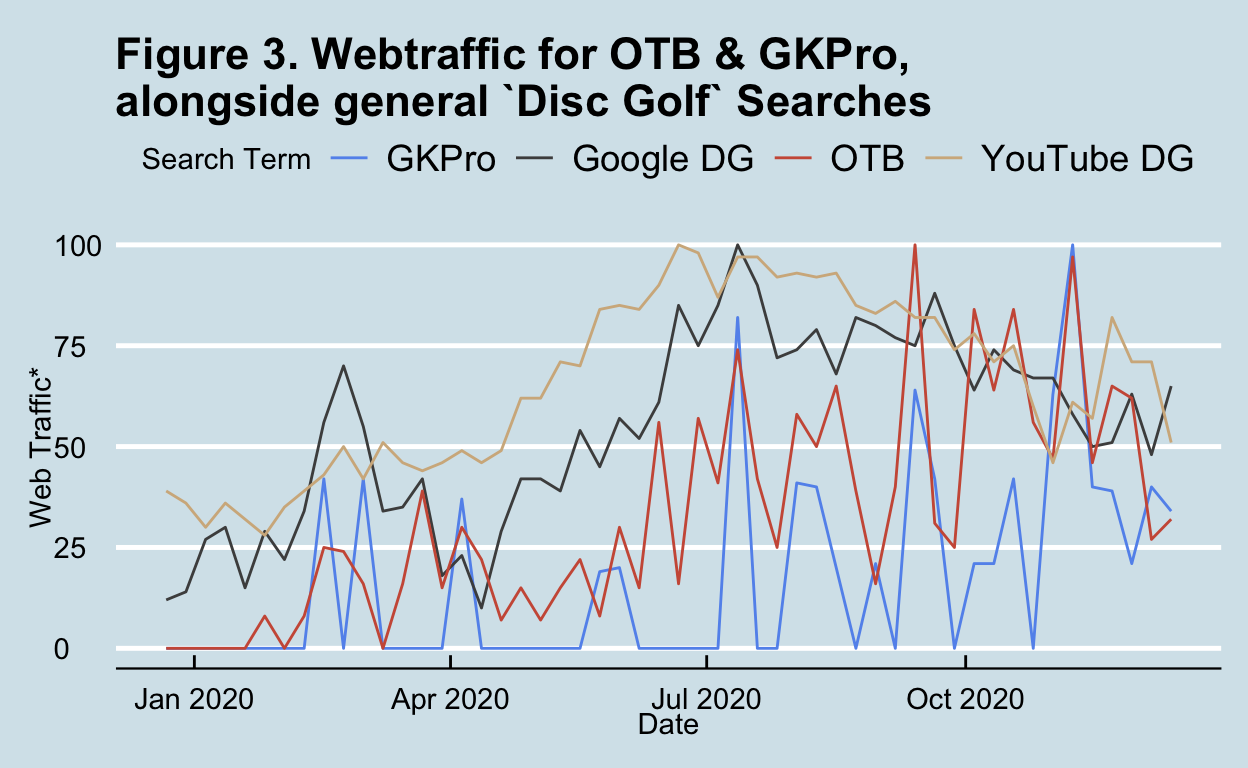 Figure 3. Webtraffic for OTB & GKPro,
alongside general `Disc Golf` Searches
Search Term GKPro Google DG OTB YouTube DG
Web Traffic*
100
75
50
25
0
Jan 2020 Apr 2020 Jul 2020 Oct 2020
Date